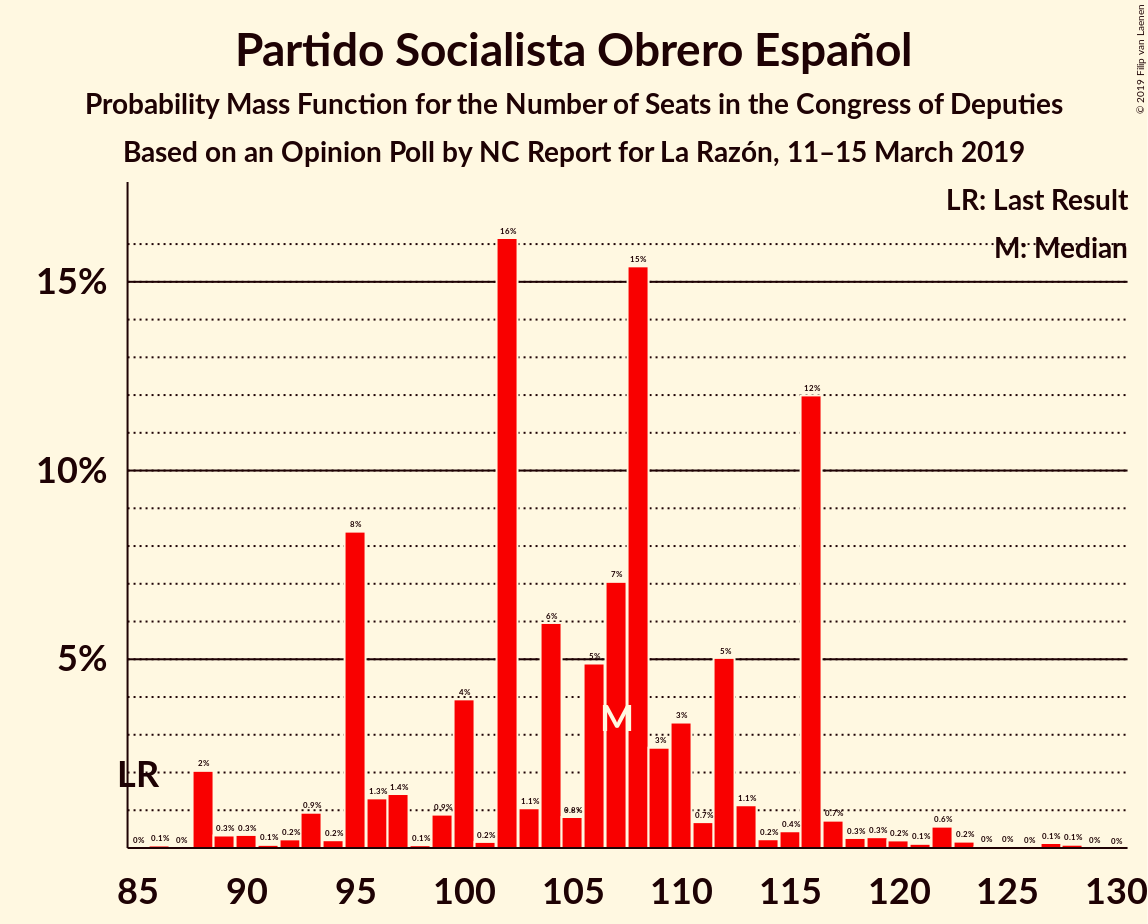 Partido Socialista Obrero Español
Probability Mass Function for the Number of Seats in the Congress of Deputies
Based on an Opinion Poll by NC Report for La Razón, 11–15 March 2019
© 2019 Filip van Laenen
LR: Last Result
M: Median
15%
10%
5%
0% 0.1% 0% 2% 0.3% 0.3% 0.1% 0.2% 0.9% 0.2% 8% 1.3% 1.4% 0.1% 0.9% 4% 0.2% 16% 1.1% 6% 0.8% 5% 7% 15% 3% 3% 0.7% 5% 1.1% 0.2% 0.4% 12% 0.7% 0.3% 0.3% 0.2% 0.1% 0.6% 0.2% 0% 0% 0% 0.1% 0.1% 0% 0%
LR
M
85 90 95 100 105 110 115 120 125 130